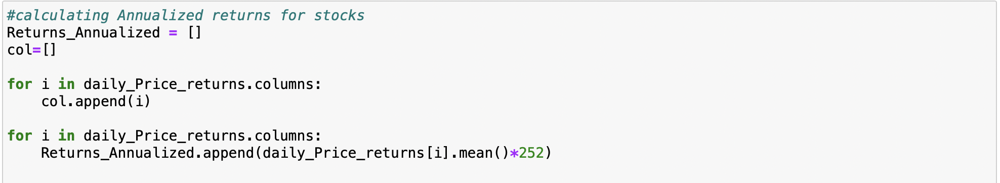 #calculating Annualized returns for stocks
Returns_Annualized = []
col=[]
for i in daily_Price_returns.columns:
    col.append(i)
for i in daily_Price_returns.columns:
    Returns_Annualized.append(daily_Price_returns[i].mean()*252)